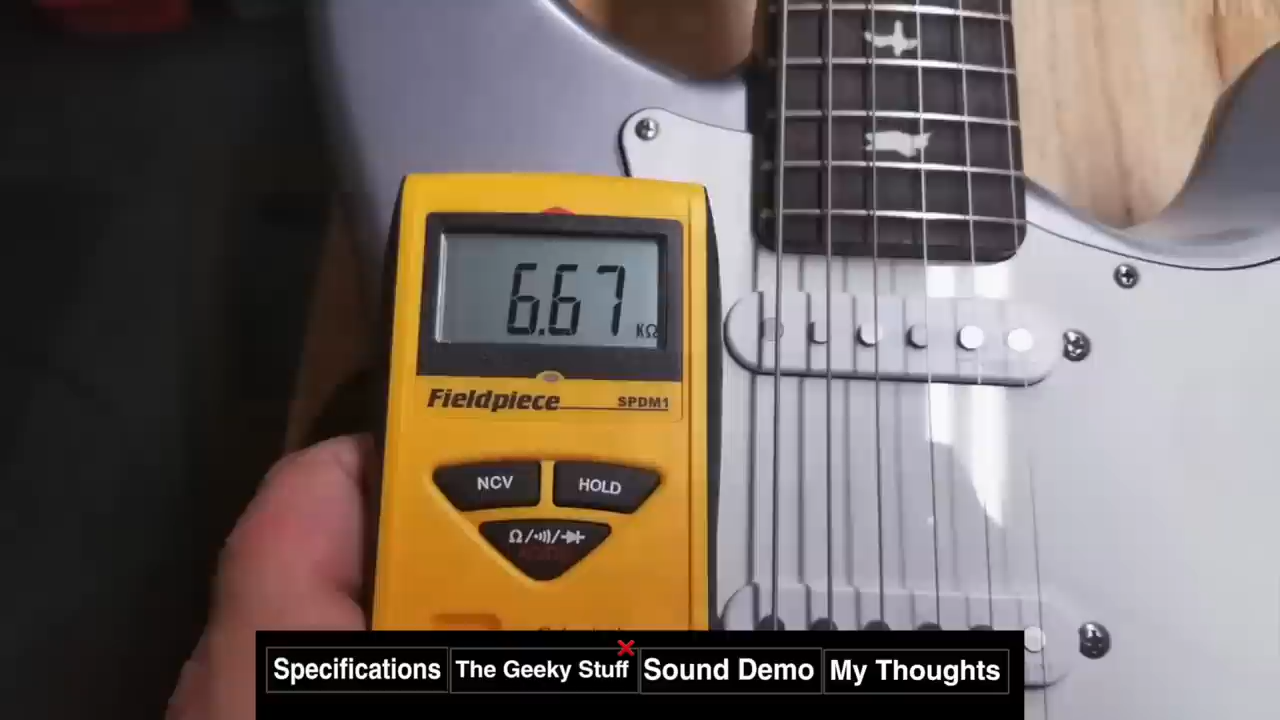 6.67
KΩ
Fieldpiece
SPDM1
NCV
HOLD
Ω/•)))/
Specifications
The Geeky Stuff
Sound Demo
My Thoughts